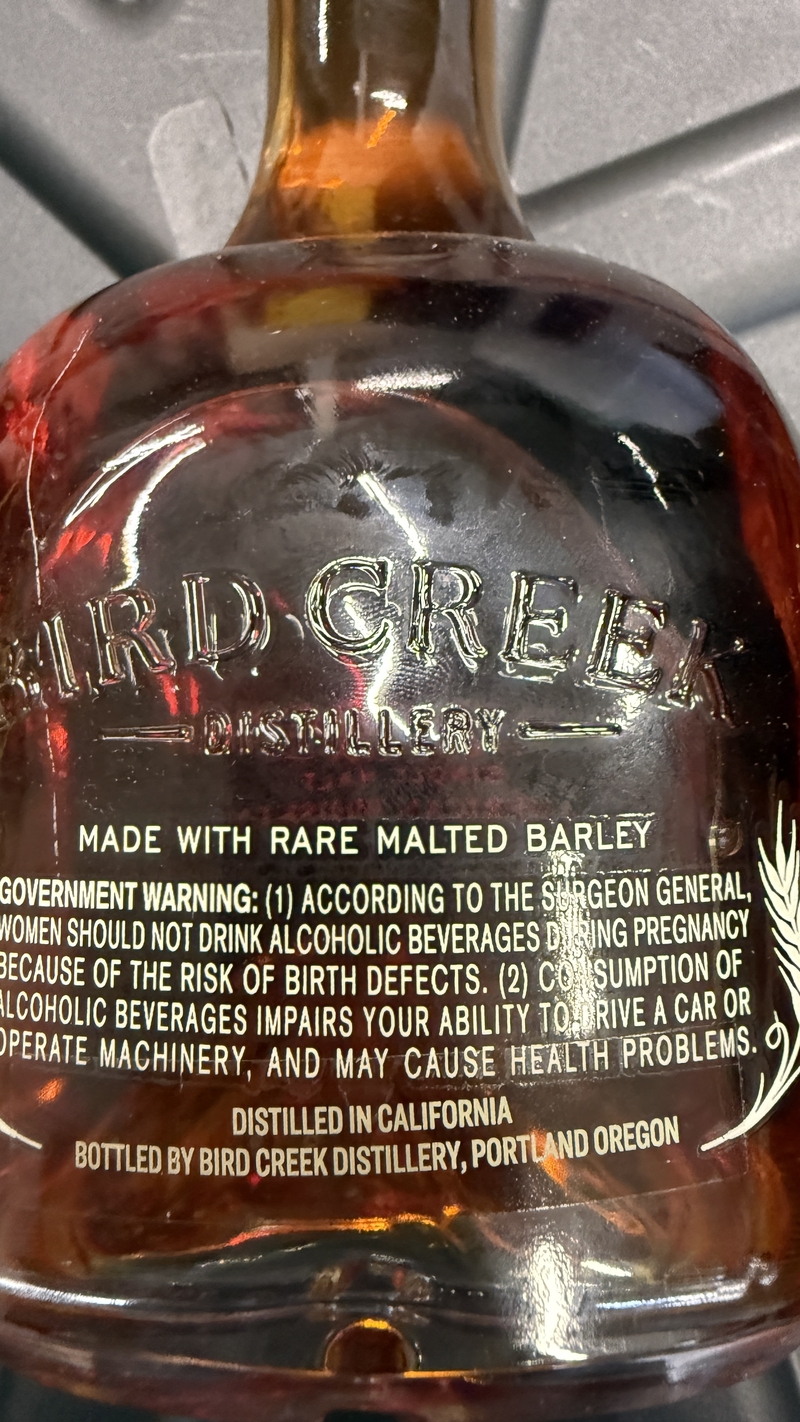 BIRD CREEK
DISTILLERY
MADE WITH RARE MALTED BARLEY
GOVERNMENT WARNING: (1) ACCORDING TO THE SURGEON GENERAL,
WOMEN SHOULD NOT DRINK ALCOHOLIC BEVERAGES DURING PREGNANCY
BECAUSE OF THE RISK OF BIRTH DEFECTS. (2) CONSUMPTION OF
ALCOHOLIC BEVERAGES IMPAIRS YOUR ABILITY TO DRIVE A CAR OR
OPERATE MACHINERY, AND MAY CAUSE HEALTH PROBLEMS.
DISTILLED IN CALIFORNIA
BOTTLED BY BIRD CREEK DISTILLERY, PORTLAND OREGON